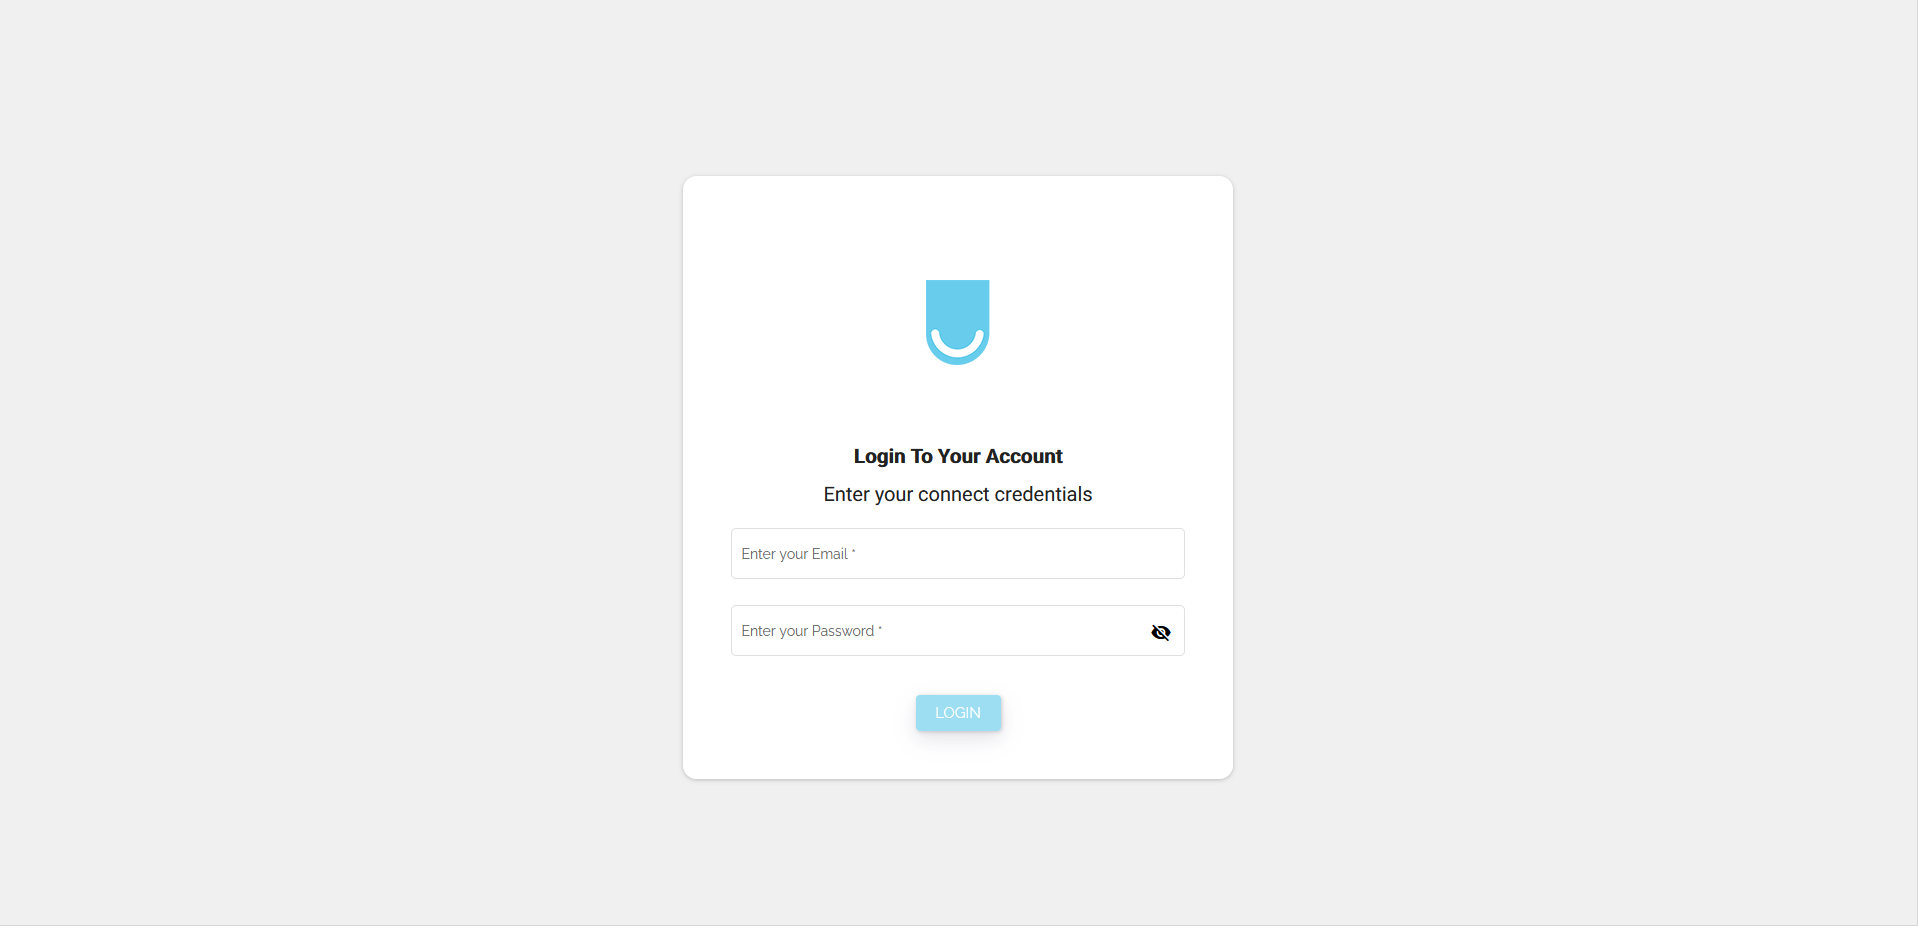 Login To Your Account
Enter your connect credentials
Enter your Email *
Enter your Password *
LOGIN